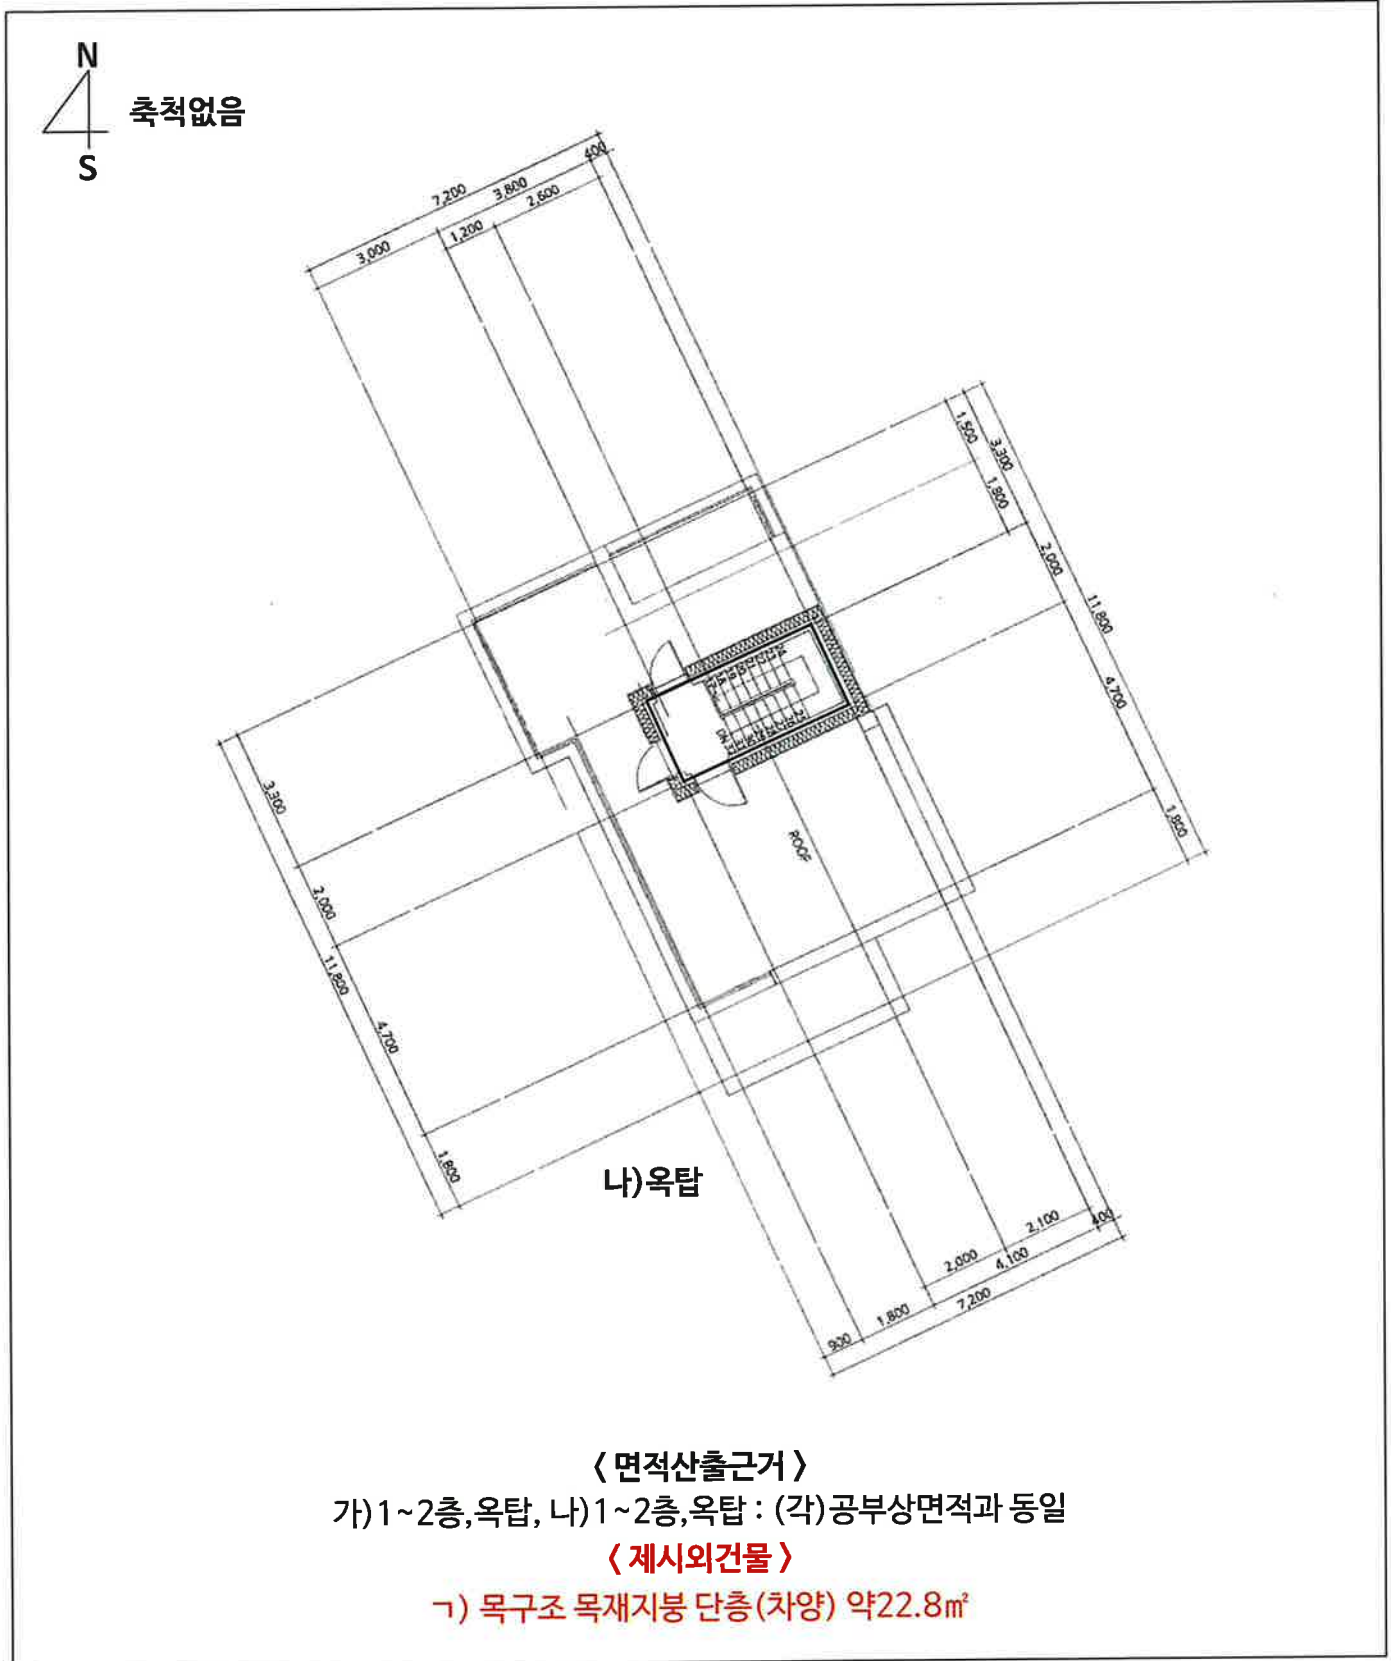 N
축척없음
S
7,200
400
3,800
2,600
1,200
3,000
1,500
3,300
1,800
2,000
11,800
4,700
1,800
ROOF
DN
3,300
2,000
11,800
4,700
1,800
나)옥탑
2,100
400
2,000
4,100
1,800
7,200
900
〈 면적산출근거 〉
가)1~2층,옥탑, 나)1~2층,옥탑 : (각)공부상면적과 동일
〈 제시외건물 〉
ㄱ) 목구조 목재지붕 단층(차양) 약22.8㎡